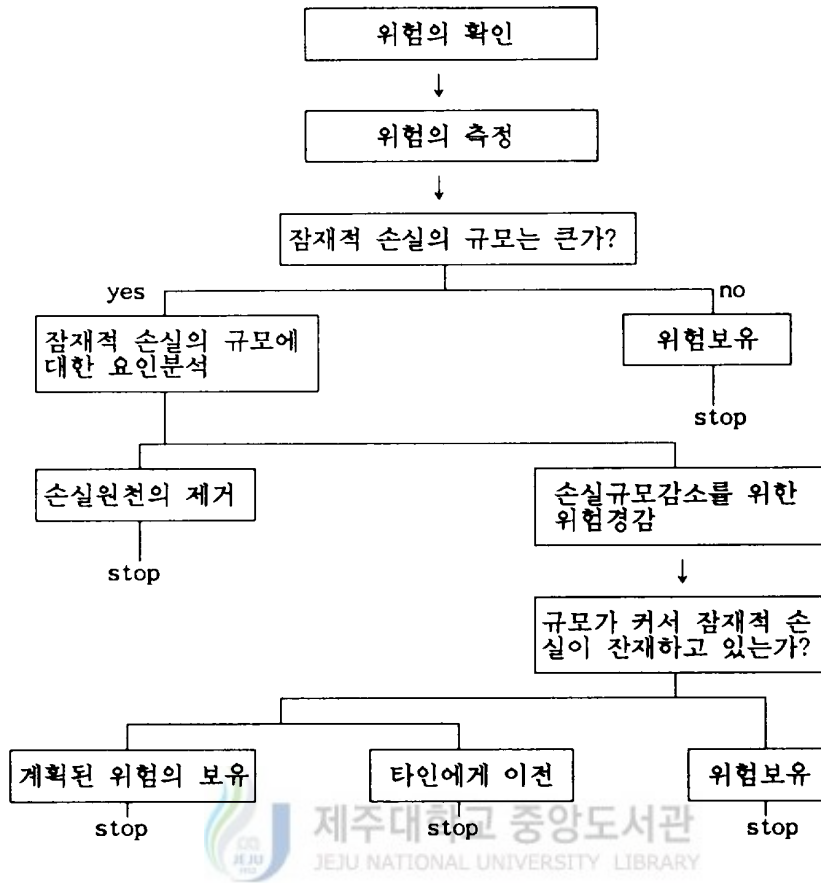 위험의 확인
↓
위험의 측정
↓
잠재적 손실의 규모는 큰가?
yes
no
잠재적 손실의 규모에
대한 요인분석
위험보유
stop
손실원천의 제거
stop
손실규모감소를 위한
위험경감
↓
규모가 커서 잠재적 손
실이 잔재하고 있는가?
계획된 위험의 보유
타인에게 이전
위험보유
stop
stop
stop
제주대학교 중앙도서관
JEJU NATIONAL UNIVERSITY LIBRARY
JEJU